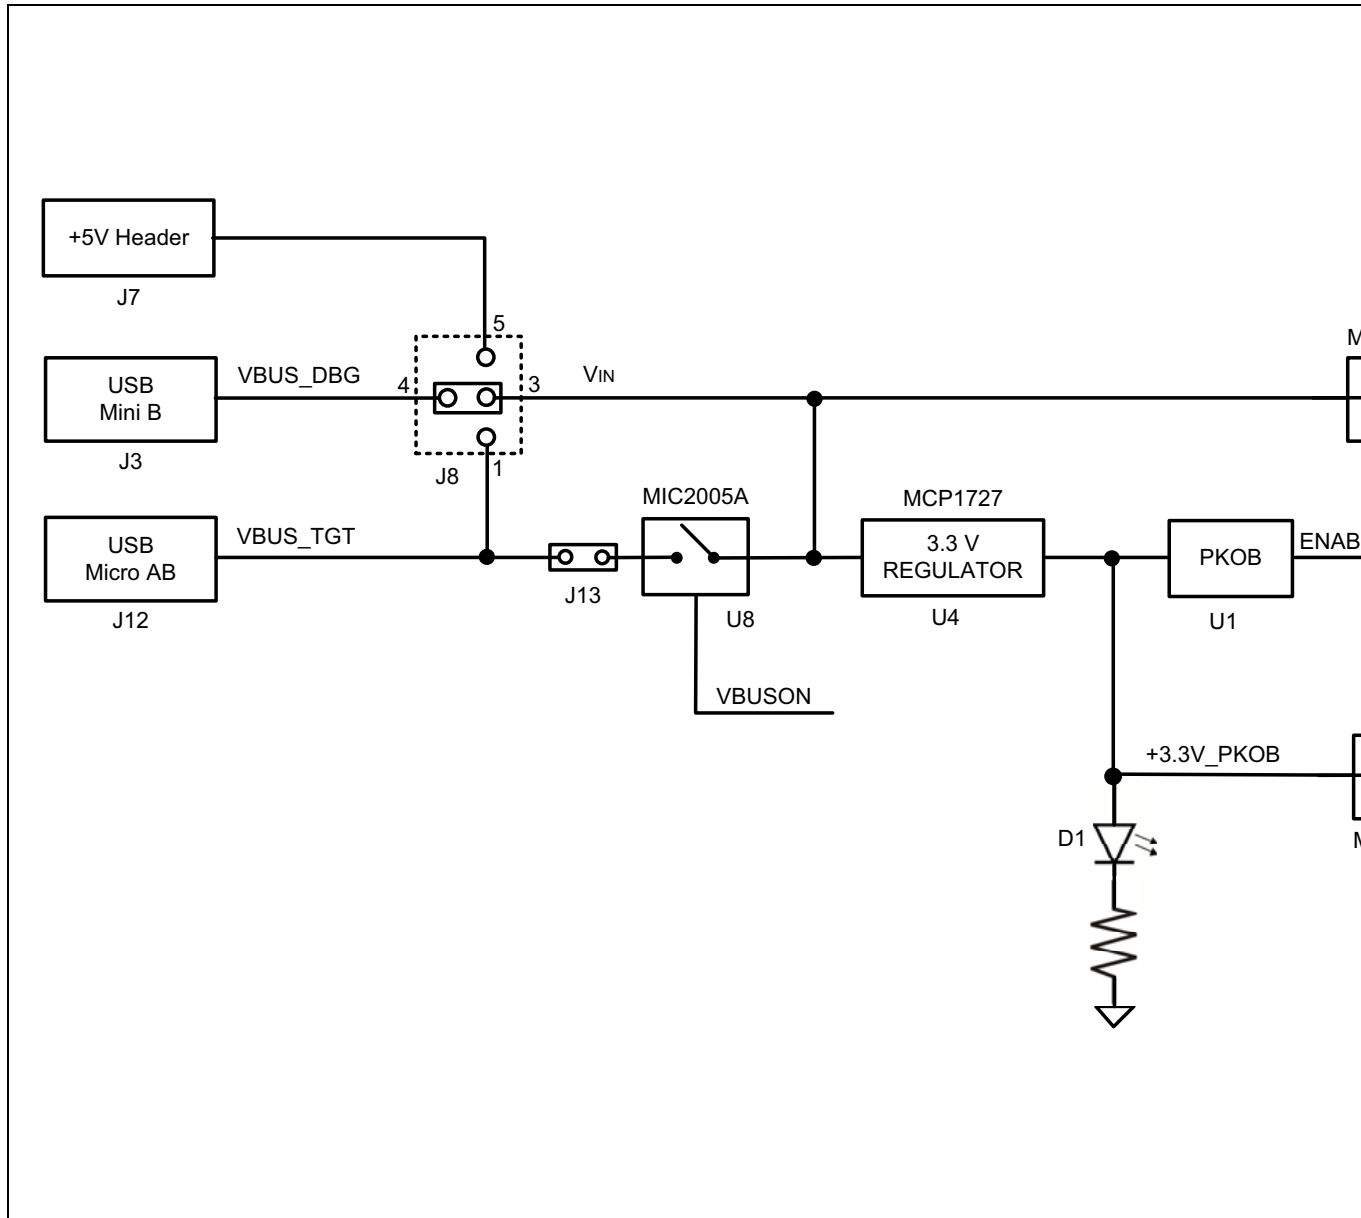 +5V Header
J7
5
M
USB
Mini B
VBUS_DBG
4
3
VIN
J3
J8
1
MIC2005A
MCP1727
USB
Micro AB
VBUS_TGT
3.3 V
REGULATOR
PKOB
ENAB
J12
J13
U8
U4
U1
VBUSON
+3.3V_PKOB
D1
M